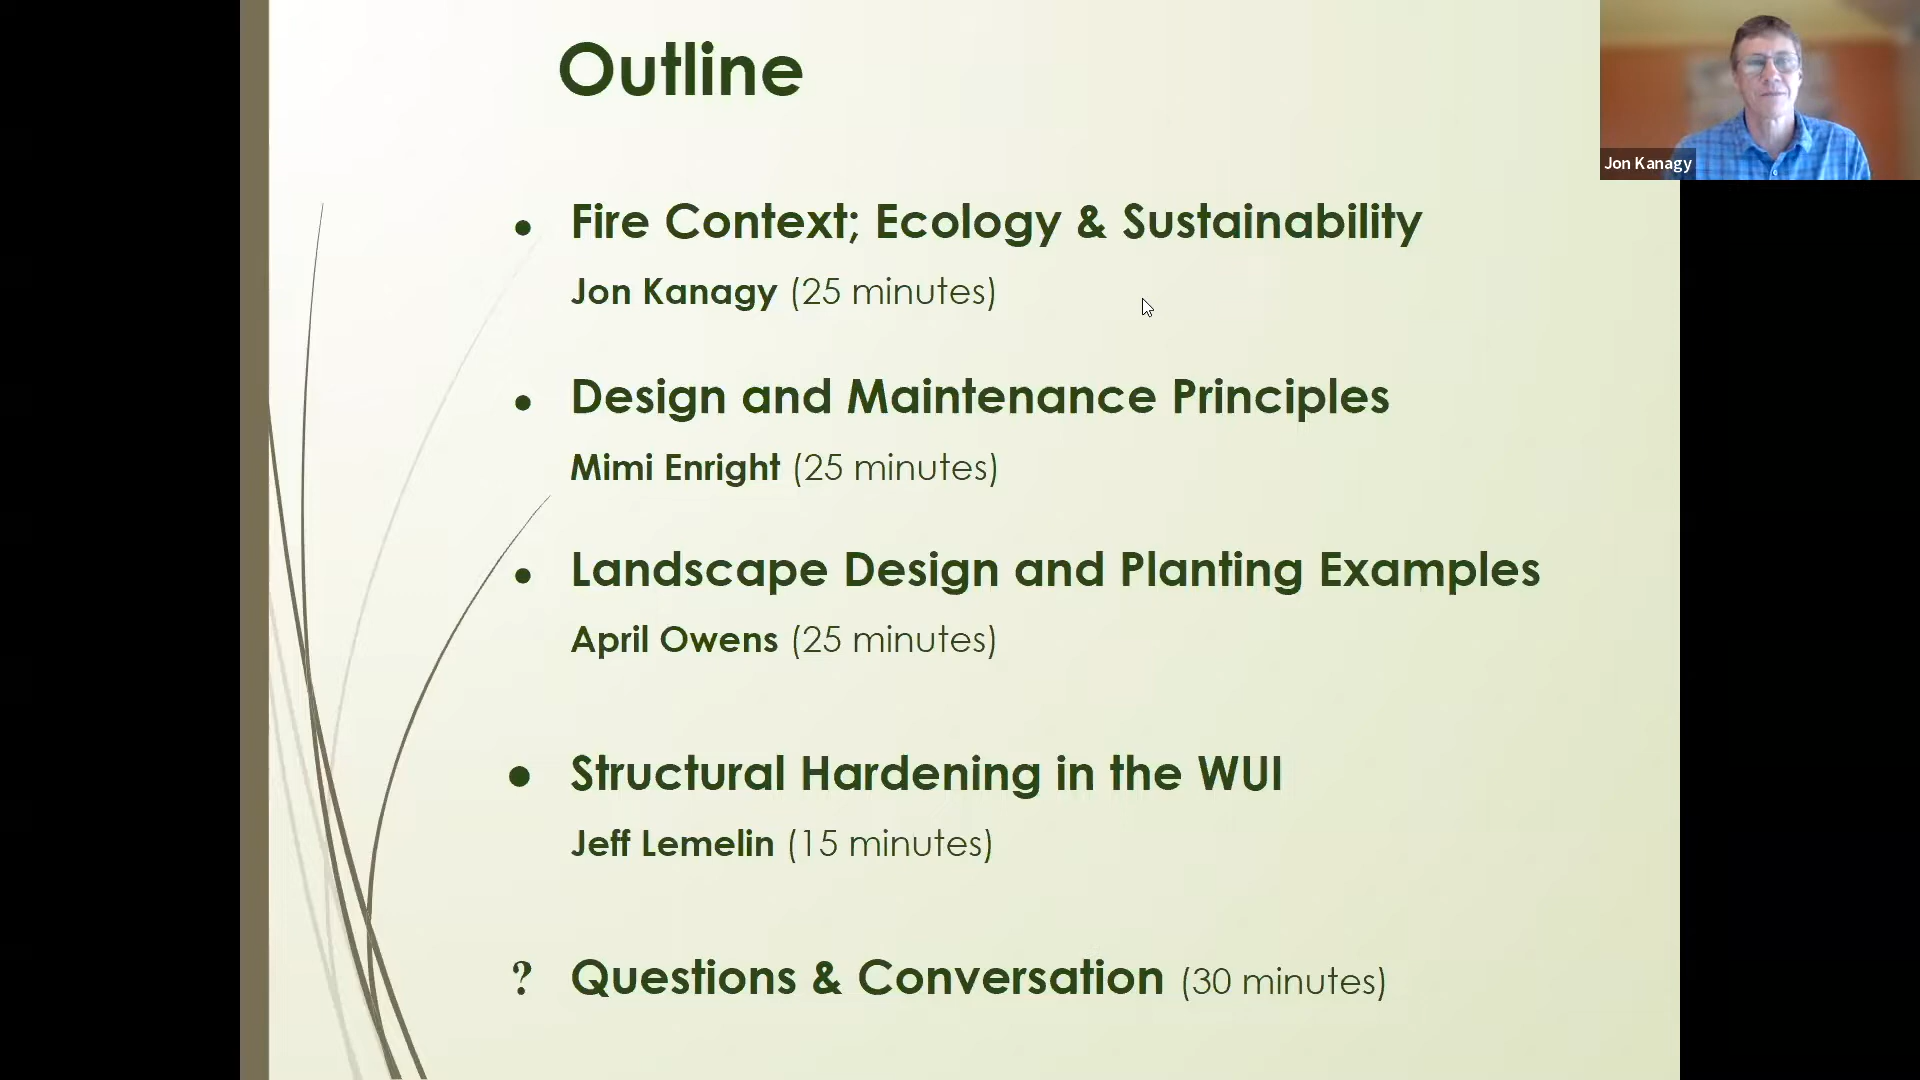 Outline
Jon Kanagy
• Fire Context; Ecology & Sustainability
Jon Kanagy (25 minutes)
• Design and Maintenance Principles
Mimi Enright (25 minutes)
• Landscape Design and Planting Examples
April Owens (25 minutes)
• Structural Hardening in the WUI
Jeff Lemelin (15 minutes)
? Questions & Conversation (30 minutes)